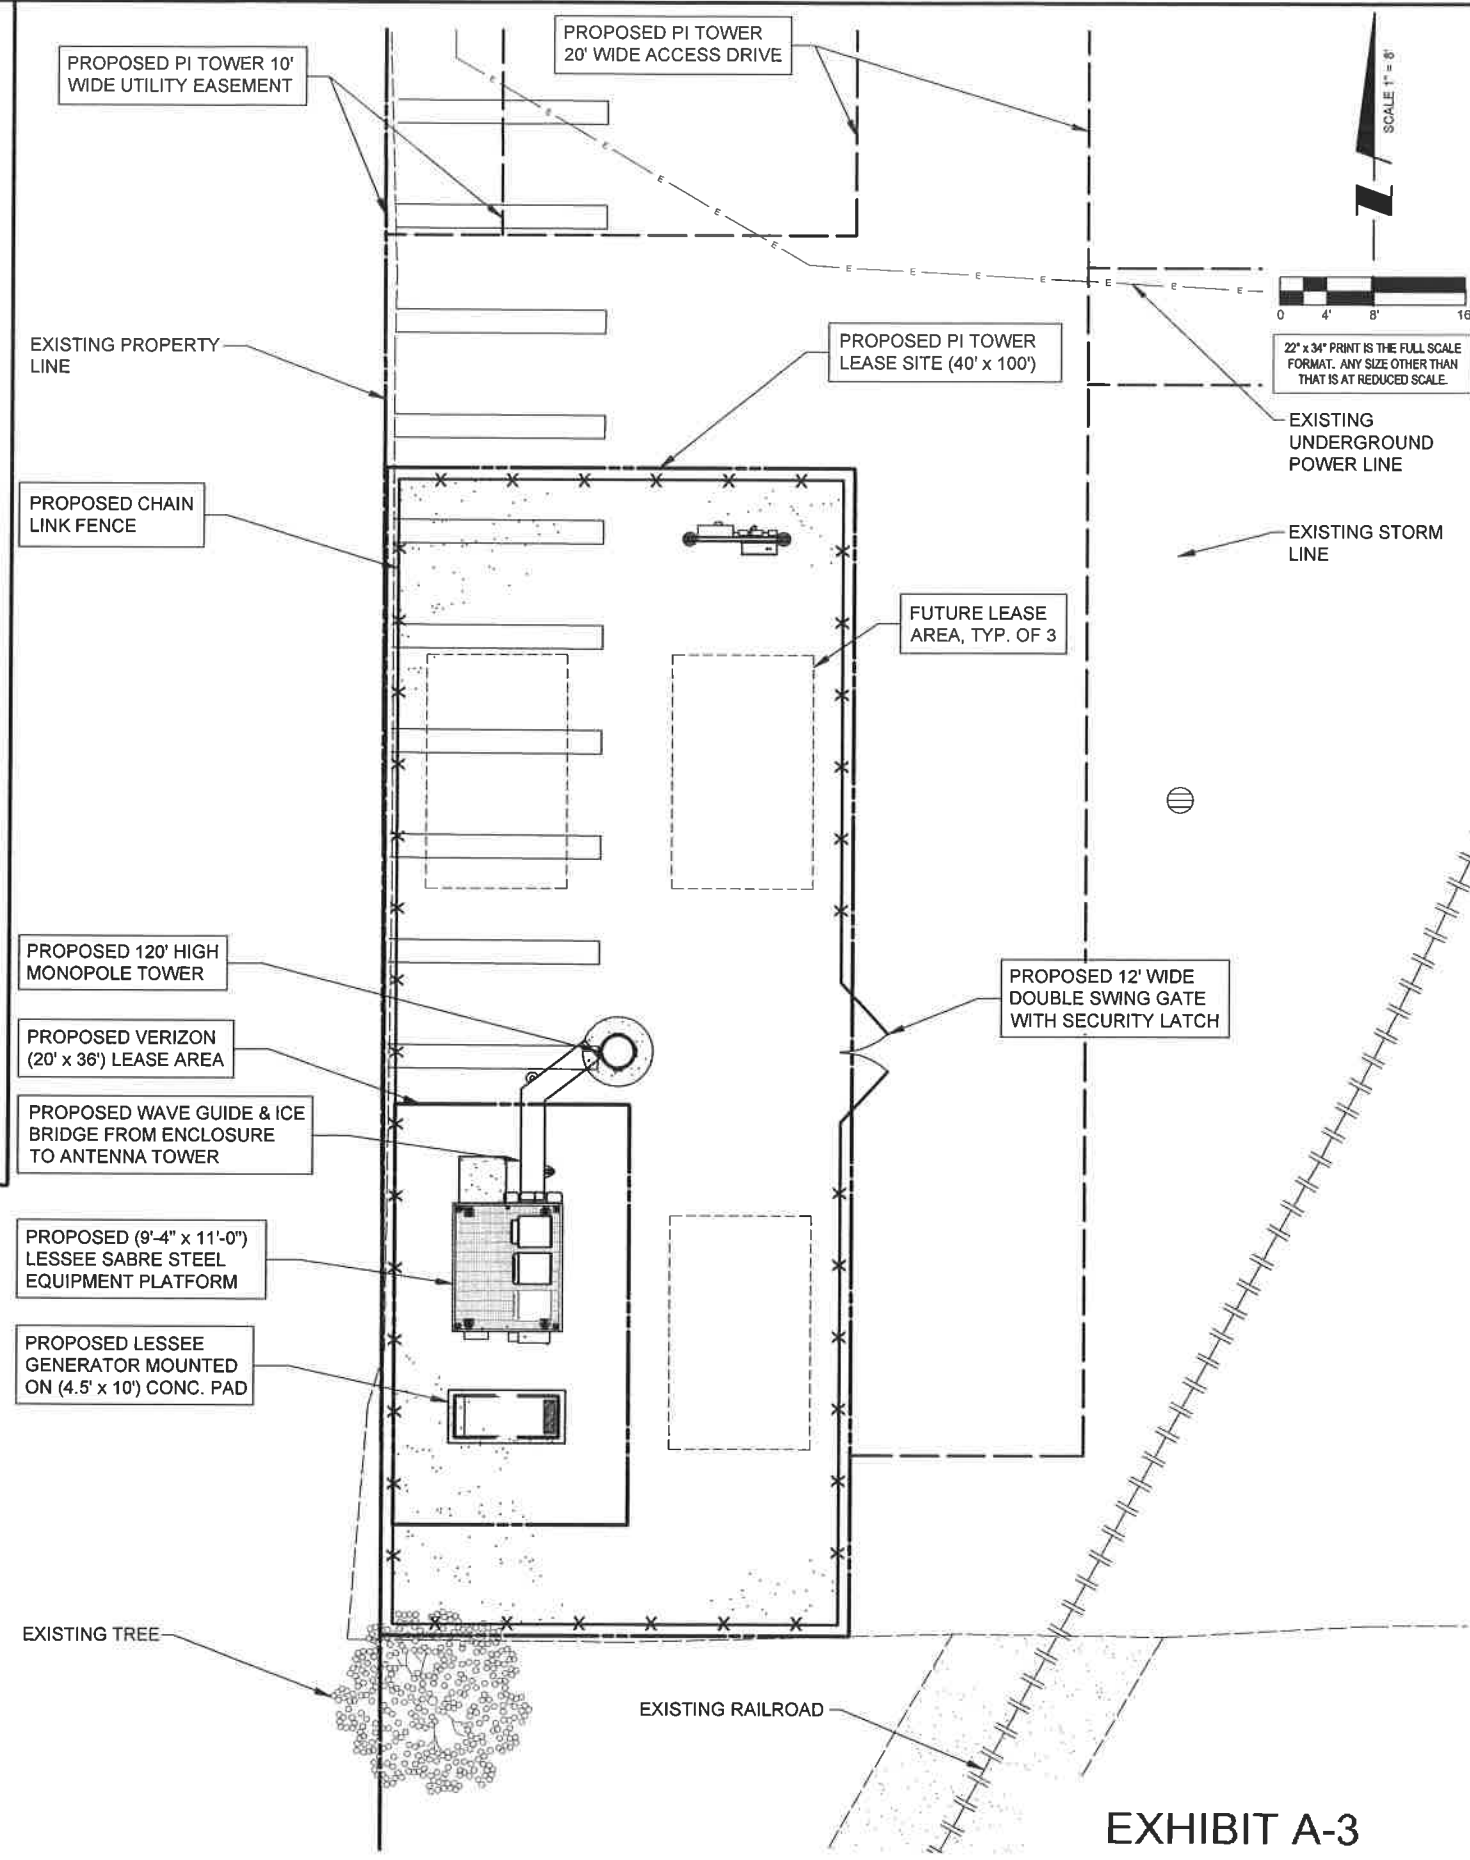 PROPOSED PI TOWER 10'
WIDE UTILITY EASEMENT
PROPOSED PI TOWER
20' WIDE ACCESS DRIVE
SCALE 1" = 8'
N
0 4' 8' 16'
22" x 34" PRINT IS THE FULL SCALE
FORMAT. ANY SIZE OTHER THAN
THAT IS AT REDUCED SCALE.
E E E E E E E E E E E E E
EXISTING PROPERTY
LINE
PROPOSED PI TOWER
LEASE SITE (40' x 100')
EXISTING
UNDERGROUND
POWER LINE
PROPOSED CHAIN
LINK FENCE
EXISTING STORM
LINE
FUTURE LEASE
AREA, TYP. OF 3
PROPOSED 120' HIGH
MONOPOLE TOWER
PROPOSED 12' WIDE
DOUBLE SWING GATE
WITH SECURITY LATCH
PROPOSED VERIZON
(20' x 36') LEASE AREA
PROPOSED WAVE GUIDE & ICE
BRIDGE FROM ENCLOSURE
TO ANTENNA TOWER
PROPOSED (9'-4" x 11'-0")
LESSEE SABRE STEEL
EQUIPMENT PLATFORM
PROPOSED LESSEE
GENERATOR MOUNTED
ON (4.5' x 10') CONC. PAD
EXISTING TREE
EXISTING RAILROAD
EXHIBIT A-3